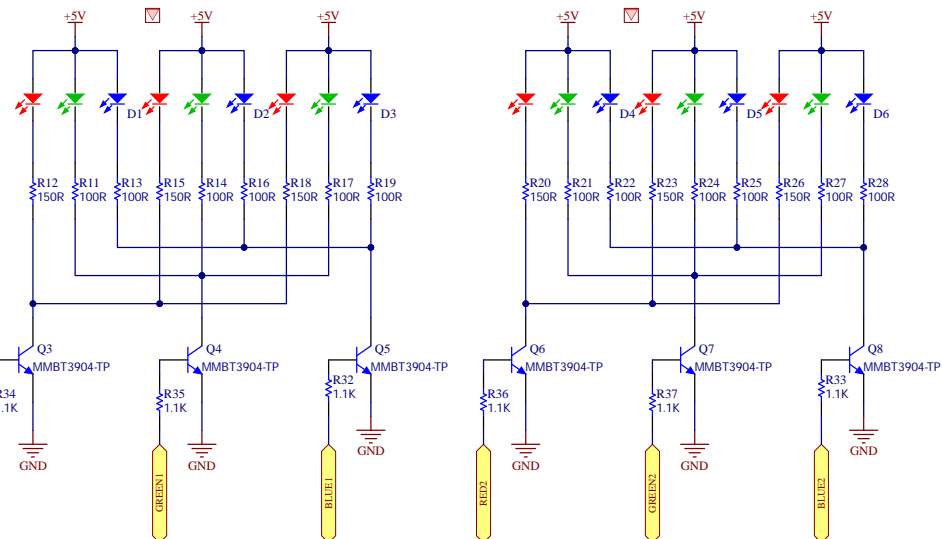 +5V +5V +5V +5V +5V +5V
D1 D2 D3 D4 D5 D6
R12 R11 R13 R15 R14 R16 R18 R17 R19 R20 R21 R22 R23 R24 R25 R26 R27 R28
150R 100R 100R 150R 100R 100R 150R 100R 100R 150R 100R 100R 150R 100R 100R 150R 100R 100R
Q3 Q4 Q5 Q6 Q7 Q8
MMBT3904-TP MMBT3904-TP MMBT3904-TP MMBT3904-TP MMBT3904-TP MMBT3904-TP
R34 R35 R32 R36 R37 R33
.1K 1.1K 1.1K 1.1K 1.1K 1.1K
GND GND GND GND GND GND
GREEN1 BLUE1 RED2 GREEN2 BLUE2